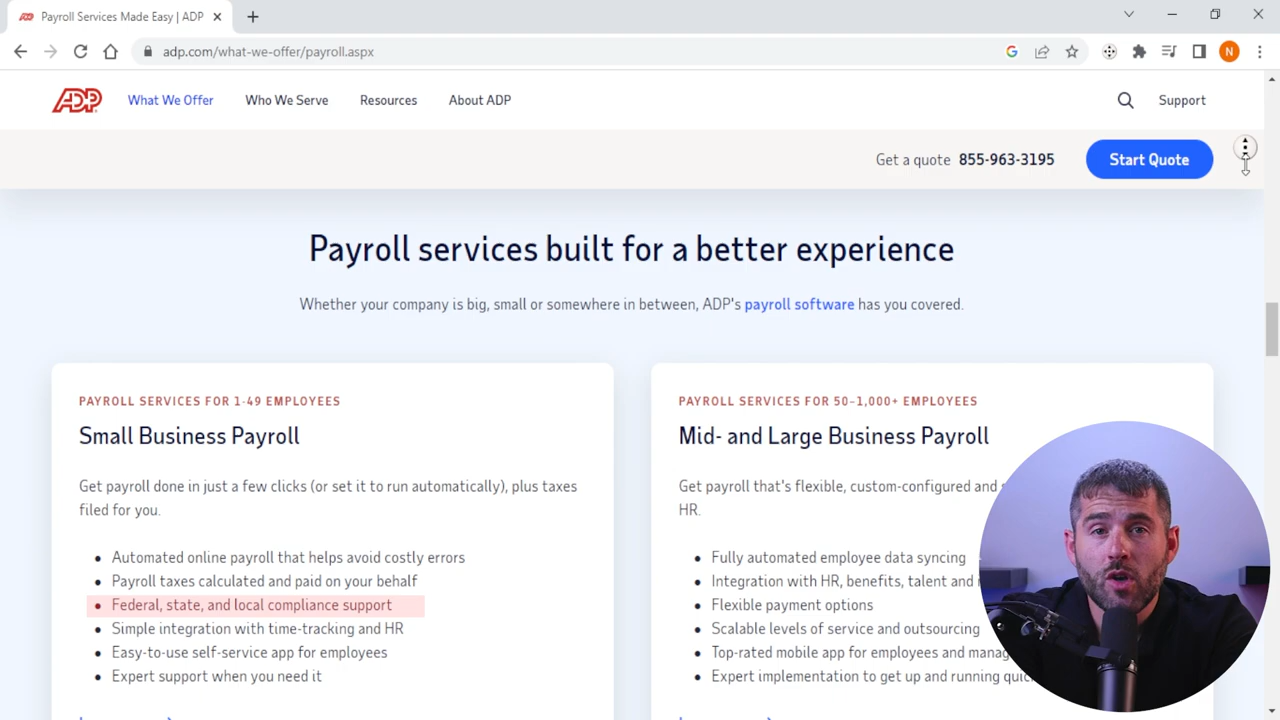 Payroll Services Made Easy | ADP
adp.com/what-we-offer/payroll.aspx
N
ADP
What We Offer
Who We Serve
Resources
About ADP
Support
Get a quote 855-963-3195
Start Quote
Payroll services built for a better experience
Whether your company is big, small or somewhere in between, ADP's payroll software has you covered.
PAYROLL SERVICES FOR 1-49 EMPLOYEES
Small Business Payroll
Get payroll done in just a few clicks (or set it to run automatically), plus taxes
filed for you.
Automated online payroll that helps avoid costly errors
Payroll taxes calculated and paid on your behalf
Federal, state, and local compliance support
Simple integration with time-tracking and HR
Easy-to-use self-service app for employees
Expert support when you need it
PAYROLL SERVICES FOR 50–1,000+ EMPLOYEES
Mid- and Large Business Payroll
Get payroll that's flexible, custom-configured and
HR.
Fully automated employee data syncing
Integration with HR, benefits, talent and
Flexible payment options
Scalable levels of service and outsourcing
Top-rated mobile app for employees and
Expert implementation to get up and running